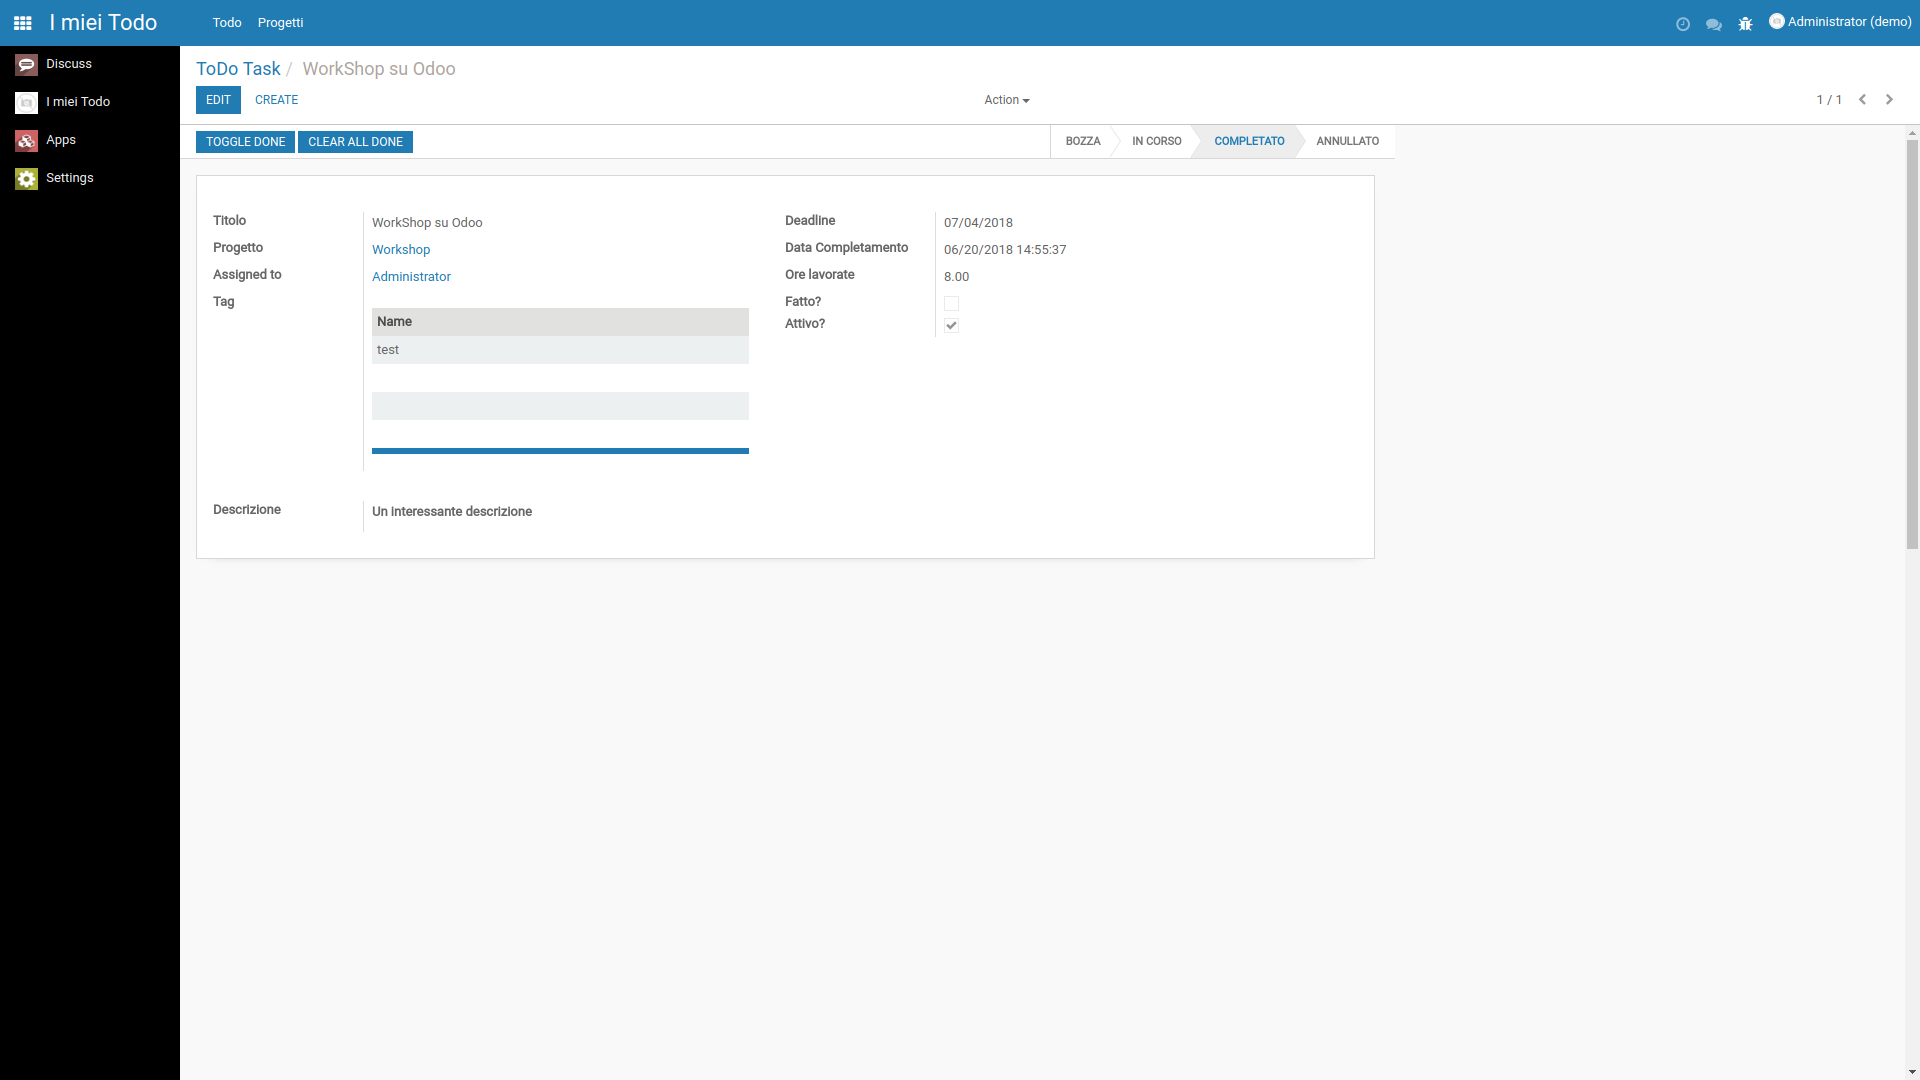 I miei Todo
Todo Progetti
Administrator (demo)
Discuss
I miei Todo
Apps
Settings
ToDo Task / WorkShop su Odoo
EDIT CREATE
Action
1 / 1
TOGGLE DONE CLEAR ALL DONE
BOZZA IN CORSO COMPLETATO ANNULLATO
Titolo WorkShop su Odoo
Progetto Workshop
Assigned to Administrator
Tag
Name
test
Deadline 07/04/2018
Data Completamento 06/20/2018 14:55:37
Ore lavorate 8.00
Fatto?
Attivo?
Descrizione Un interessante descrizione